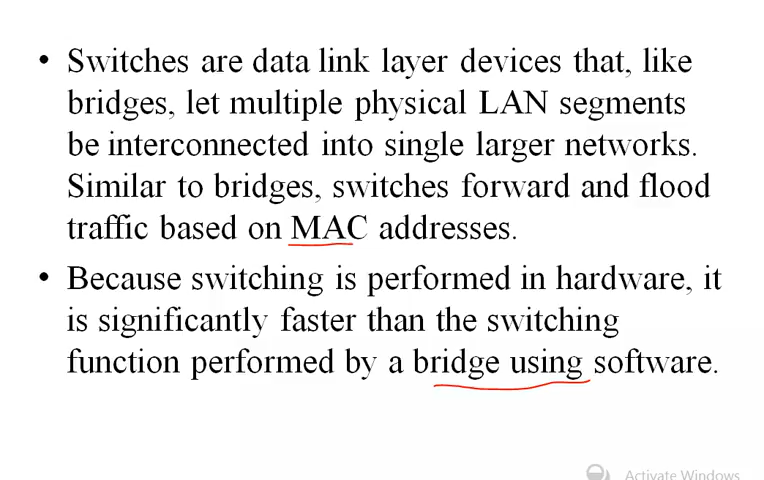 • Switches are data link layer devices that, like
bridges, let multiple physical LAN segments
be interconnected into single larger networks.
Similar to bridges, switches forward and flood
traffic based on MAC addresses.
• Because switching is performed in hardware, it
is significantly faster than the switching
function performed by a bridge using software.
Activate Windows